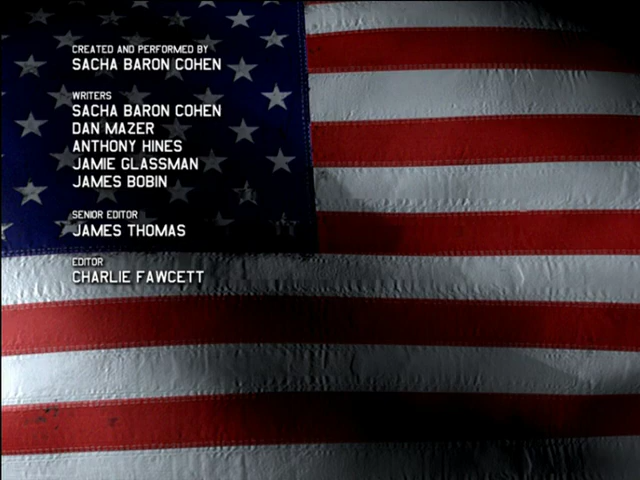 CREATED AND PERFORMED BY
SACHA BARON COHEN
WRITERS
SACHA BARON COHEN
DAN MAZER
ANTHONY HINES
JAMIE GLASSMAN
JAMES BOBIN
SENIOR EDITOR
JAMES THOMAS
EDITOR
CHARLIE FAWCETT